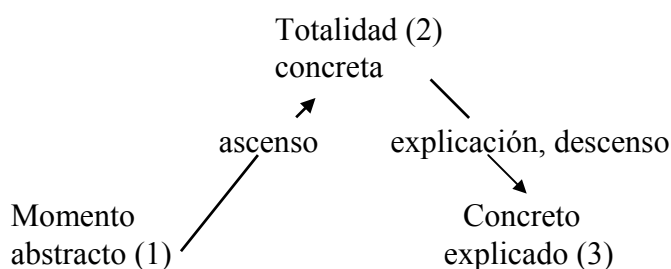 Totalidad (2)
concreta
ascenso
explicación, descenso
Momento
abstracto (1)
Concreto
explicado (3)